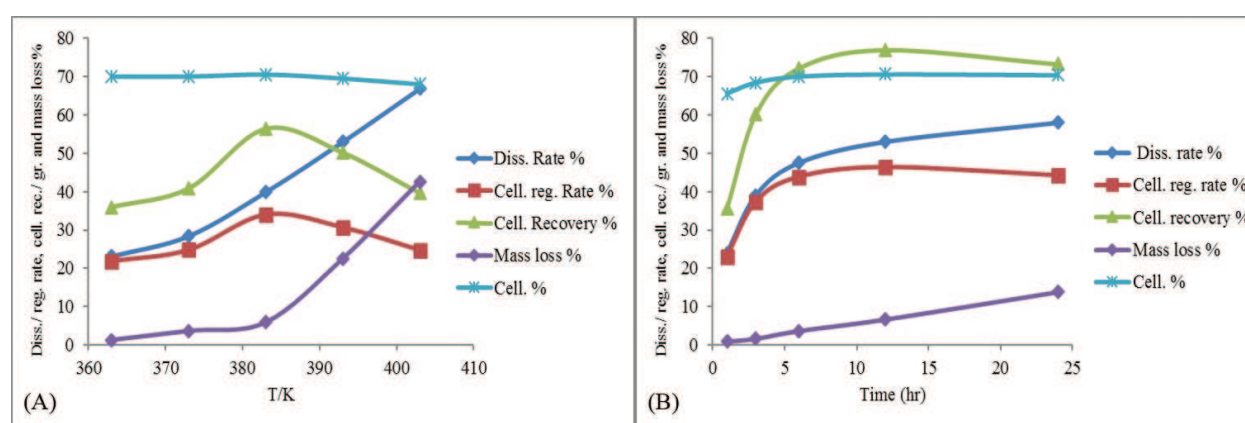 Diss./ reg. rate, cell. rec./ gr. and mass loss %
80
70
60
50
40
30
20
10
0
360
370
380
390
400
410
T/K
Diss. Rate %
Cell. reg. Rate %
Cell. Recovery %
Mass loss %
Cell. %
(A)
Diss./ reg. rate, cell. rec./ gr. and mass loss %
80
70
60
50
40
30
20
10
0
0
5
10
15
20
25
Time (hr)
Diss. rate %
Cell. reg. rate %
Cell. recovery %
Mass loss %
Cell. %
(B)